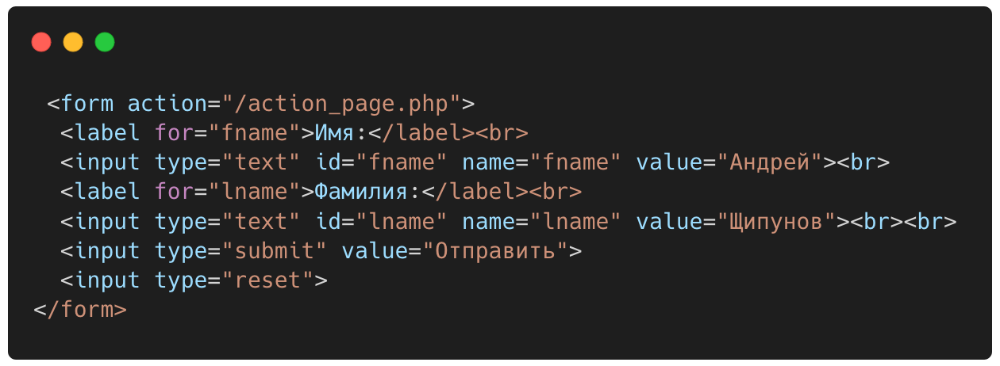 <form action="/action_page.php">
<label for="fname">Имя:</label><br>
<input type="text" id="fname" name="fname" value="Андрей"><br>
<label for="lname">Фамилия:</label><br>
<input type="text" id="lname" name="lname" value="Щипунов"><br><br>
<input type="submit" value="Отправить">
<input type="reset">
</form>